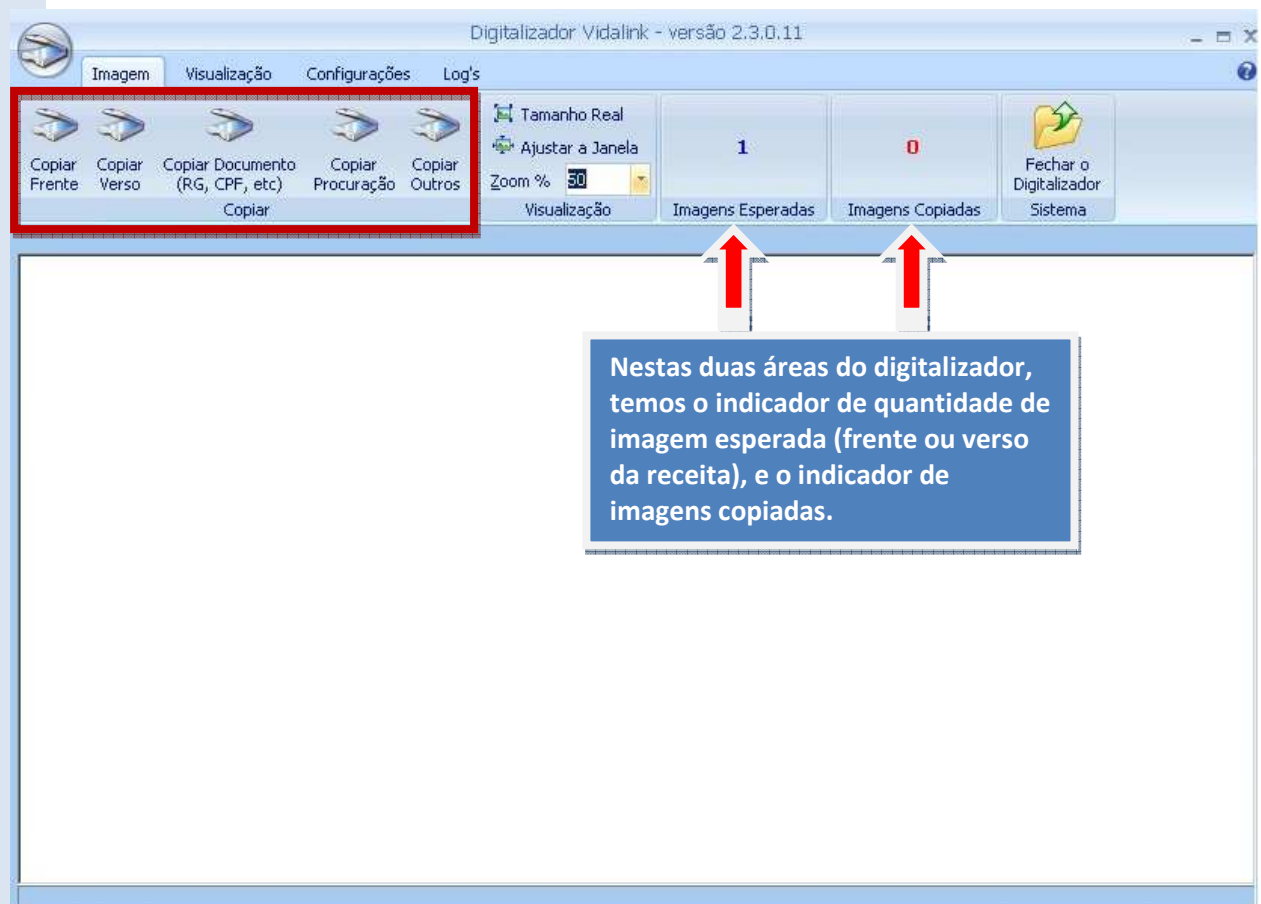 Digitalizador Vidalink - versão 2.3.0.11
Imagem Visualização Configurações Log's
Copiar Frente
Copiar Verso
Copiar Documento (RG, CPF, etc)
Copiar Procuração
Copiar Outros
Copiar
Tamanho Real
Ajustar a Janela
Zoom % 50
Visualização
1
Imagens Esperadas
0
Imagens Copiadas
Fechar o Digitalizador
Sistema
Nestas duas áreas do digitalizador,
temos o indicador de quantidade de
imagem esperada (frente ou verso
da receita), e o indicador de
imagens copiadas.